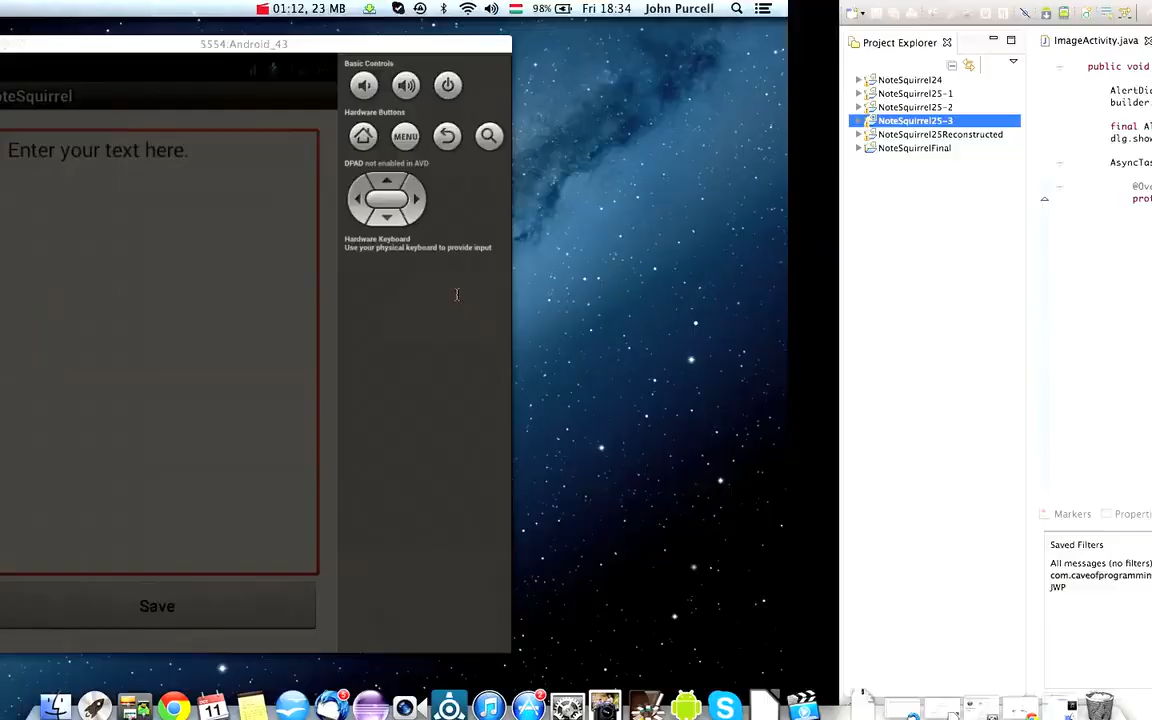 01:12, 23 MB
98%
Fri 18:34
John Purcell
5554:Android_43
oteSquirrel
Enter your text here.
Save
Basic Controls
Hardware Buttons
MENU
DPAD not enabled in AVD
Hardware Keyboard
Use your physical keyboard to provide input
Project Explorer
NoteSquirrel24
NoteSquirrel25-1
NoteSquirrel25-2
NoteSquirrel25-3
NoteSquirrel25Reconstructed
NoteSquirrelFinal
ImageActivity.java
public void
AlertDi
builder.
final Al
dlg.show
AsyncTas
@Ove
prot
Markers
Properti
Saved Filters
All messages (no filters)
com.caveofprogrammin
JWP
11